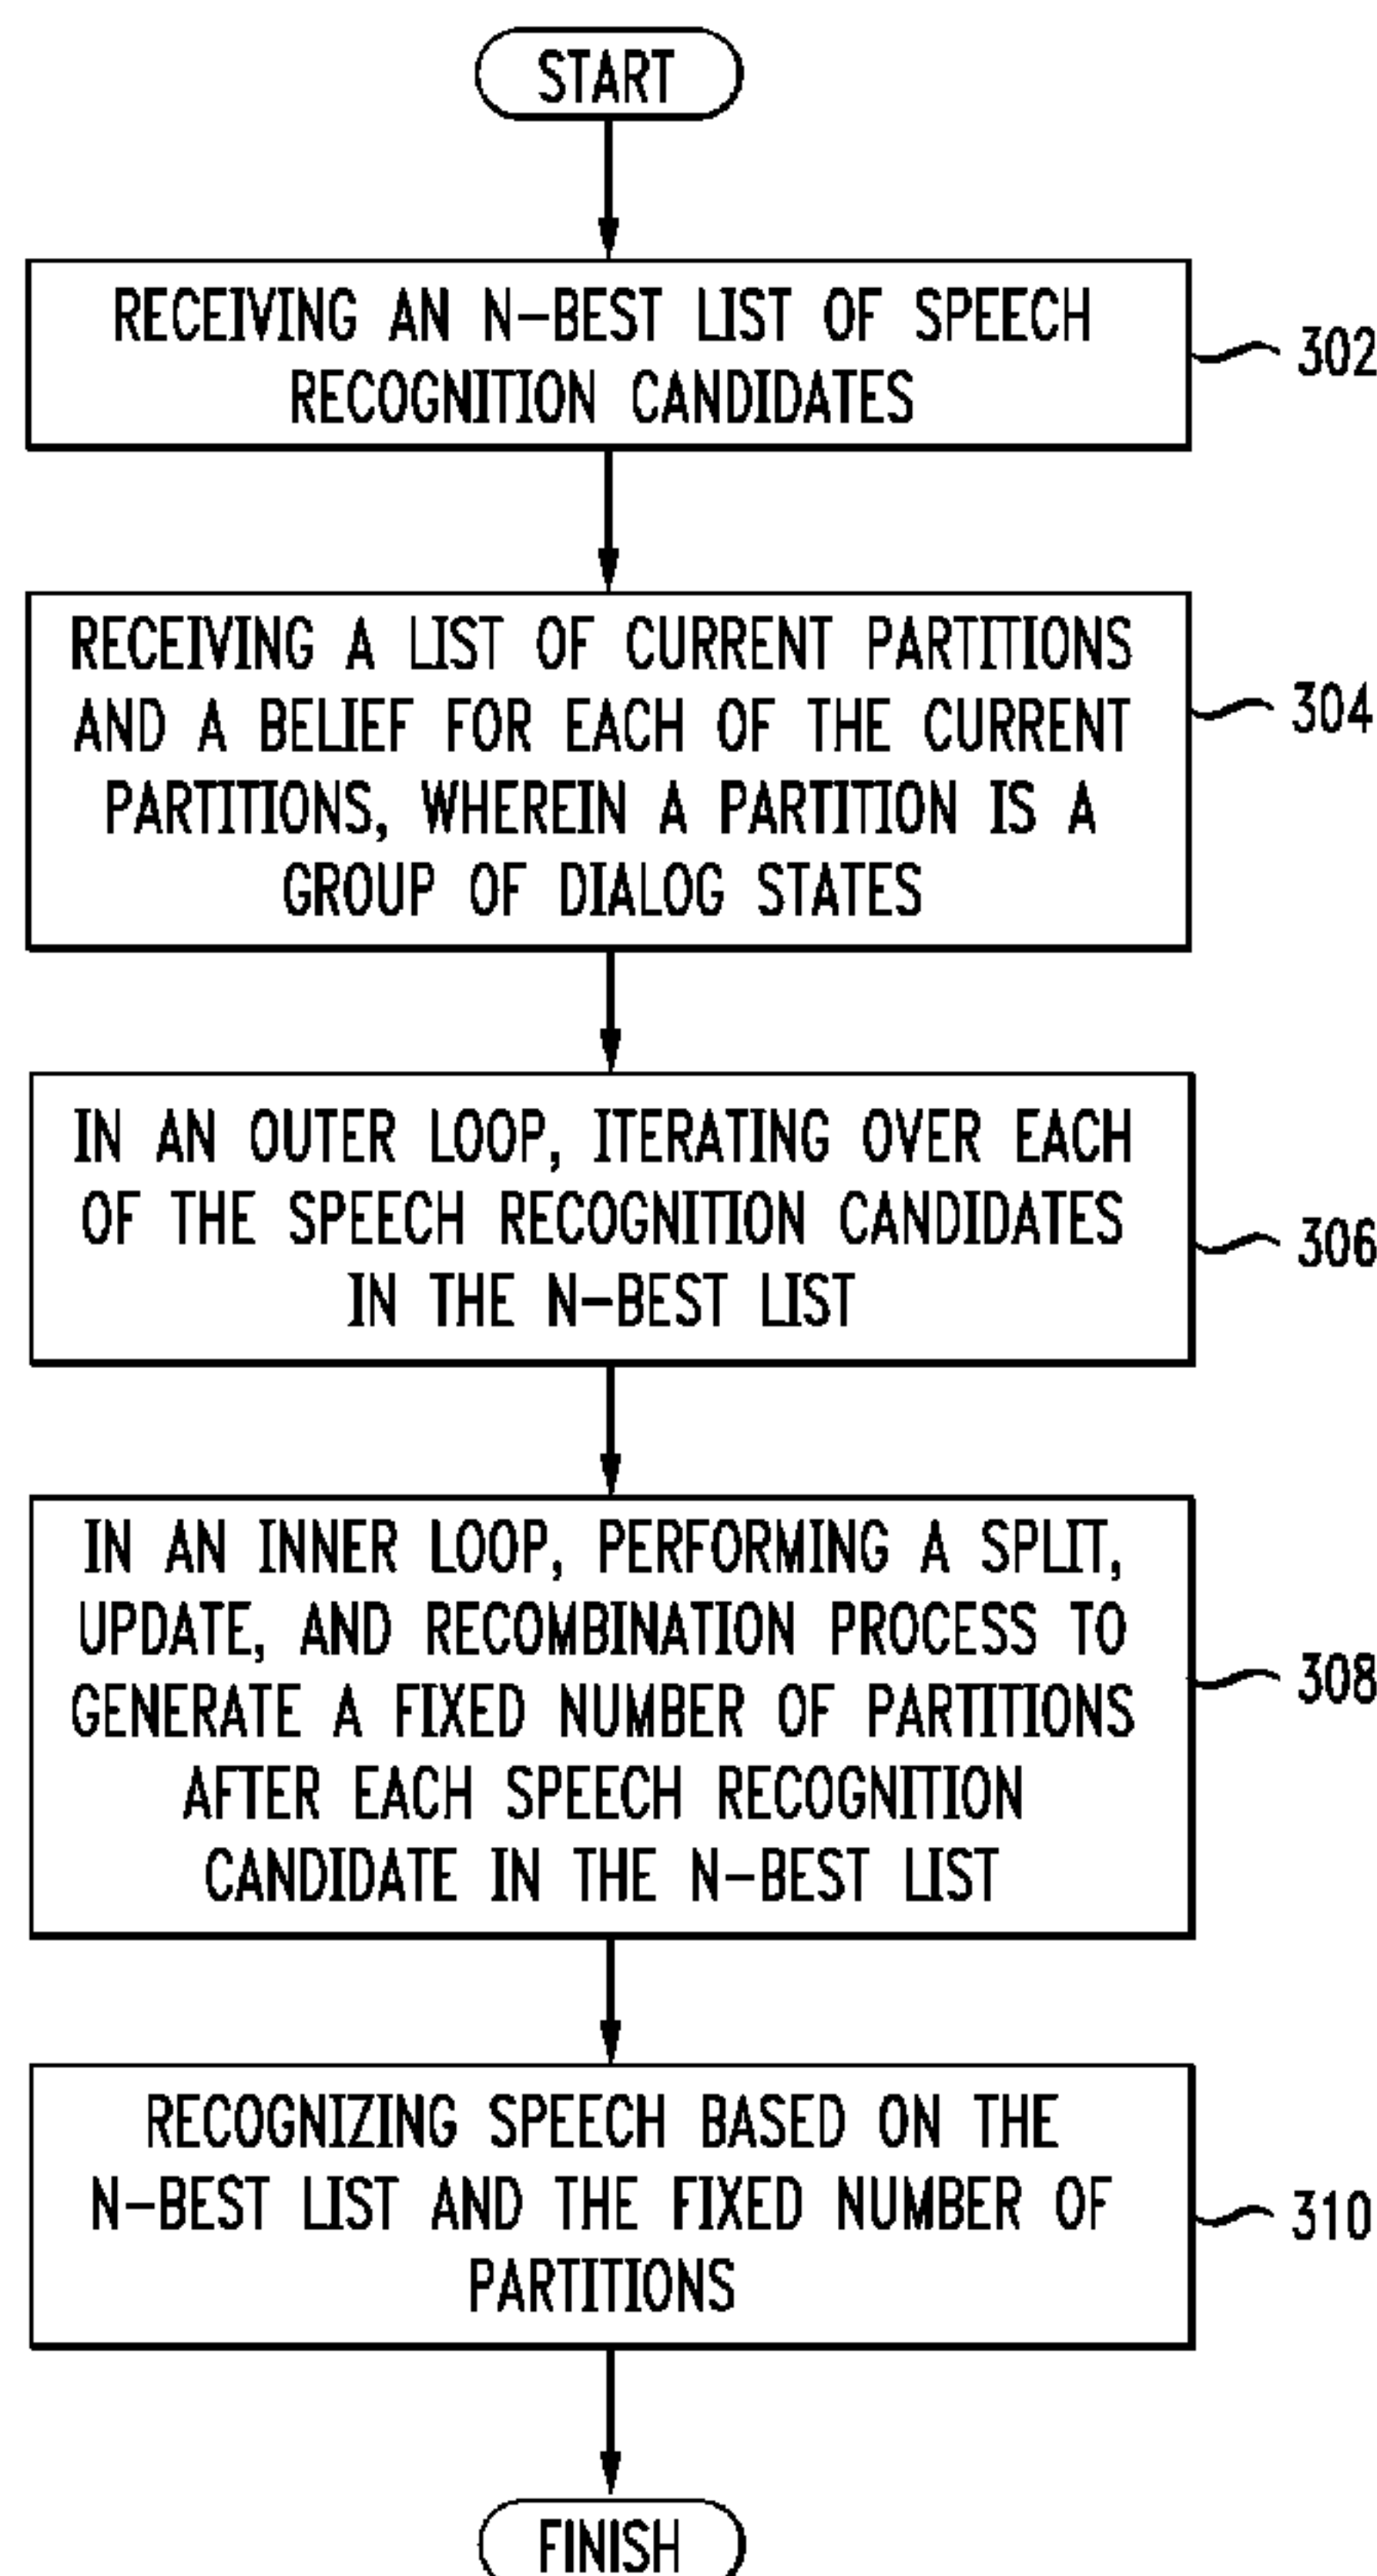 START
RECEIVING AN N-BEST LIST OF SPEECH
RECOGNITION CANDIDATES
302
RECEIVING A LIST OF CURRENT PARTITIONS
AND A BELIEF FOR EACH OF THE CURRENT
PARTITIONS, WHEREIN A PARTITION IS A
GROUP OF DIALOG STATES
304
IN AN OUTER LOOP, ITERATING OVER EACH
OF THE SPEECH RECOGNITION CANDIDATES
IN THE N-BEST LIST
306
IN AN INNER LOOP, PERFORMING A SPLIT,
UPDATE, AND RECOMBINATION PROCESS TO
GENERATE A FIXED NUMBER OF PARTITIONS
AFTER EACH SPEECH RECOGNITION
CANDIDATE IN THE N-BEST LIST
308
RECOGNIZING SPEECH BASED ON THE
N-BEST LIST AND THE FIXED NUMBER OF
PARTITIONS
310
FINISH